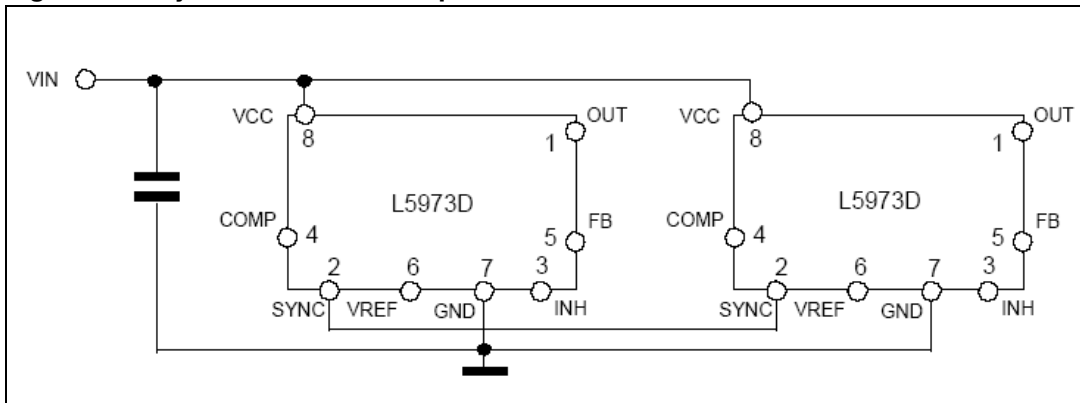 VIN
VCC 8 OUT 1 VCC 8 OUT 1
L5973D L5973D
COMP 4 5 FB COMP 4 5 FB
2 6 7 3 2 6 7 3
SYNC VREF GND INH SYNC VREF GND INH